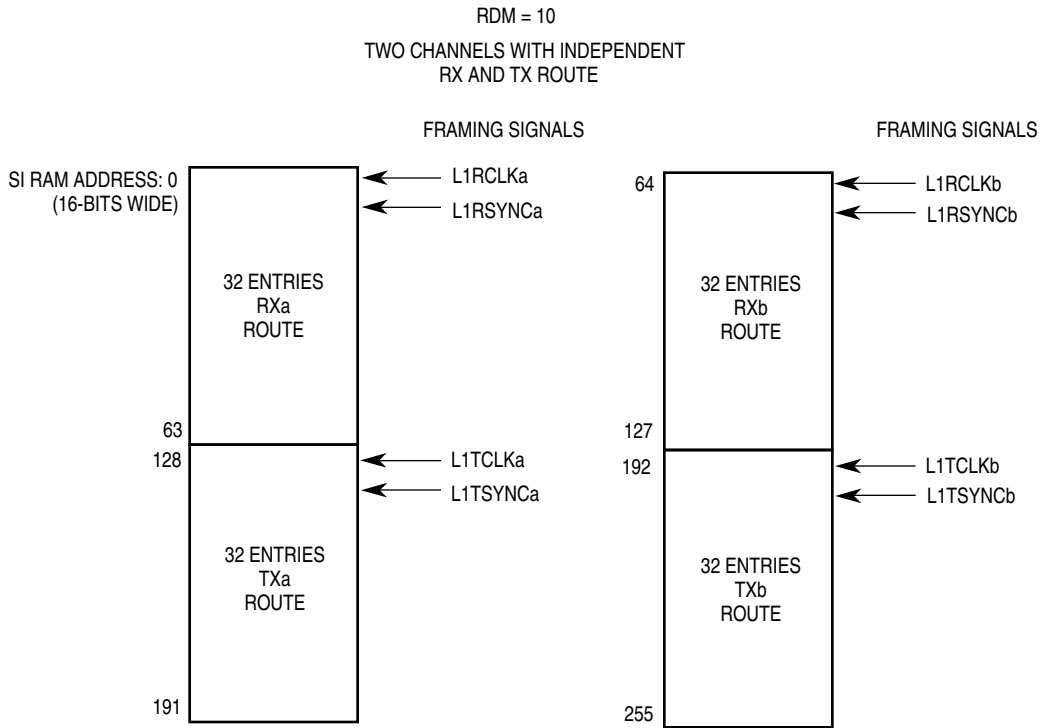 RDM = 10
TWO CHANNELS WITH INDEPENDENT
RX AND TX ROUTE
FRAMING SIGNALS
FRAMING SIGNALS
SI RAM ADDRESS: 0
(16-BITS WIDE)
L1RCLKa
L1RSYNCa
32 ENTRIES
RXa
ROUTE
63
128
L1TCLKa
L1TSYNCa
32 ENTRIES
TXa
ROUTE
191
64
L1RCLKb
L1RSYNCb
32 ENTRIES
RXb
ROUTE
127
192
L1TCLKb
L1TSYNCb
32 ENTRIES
TXb
ROUTE
255